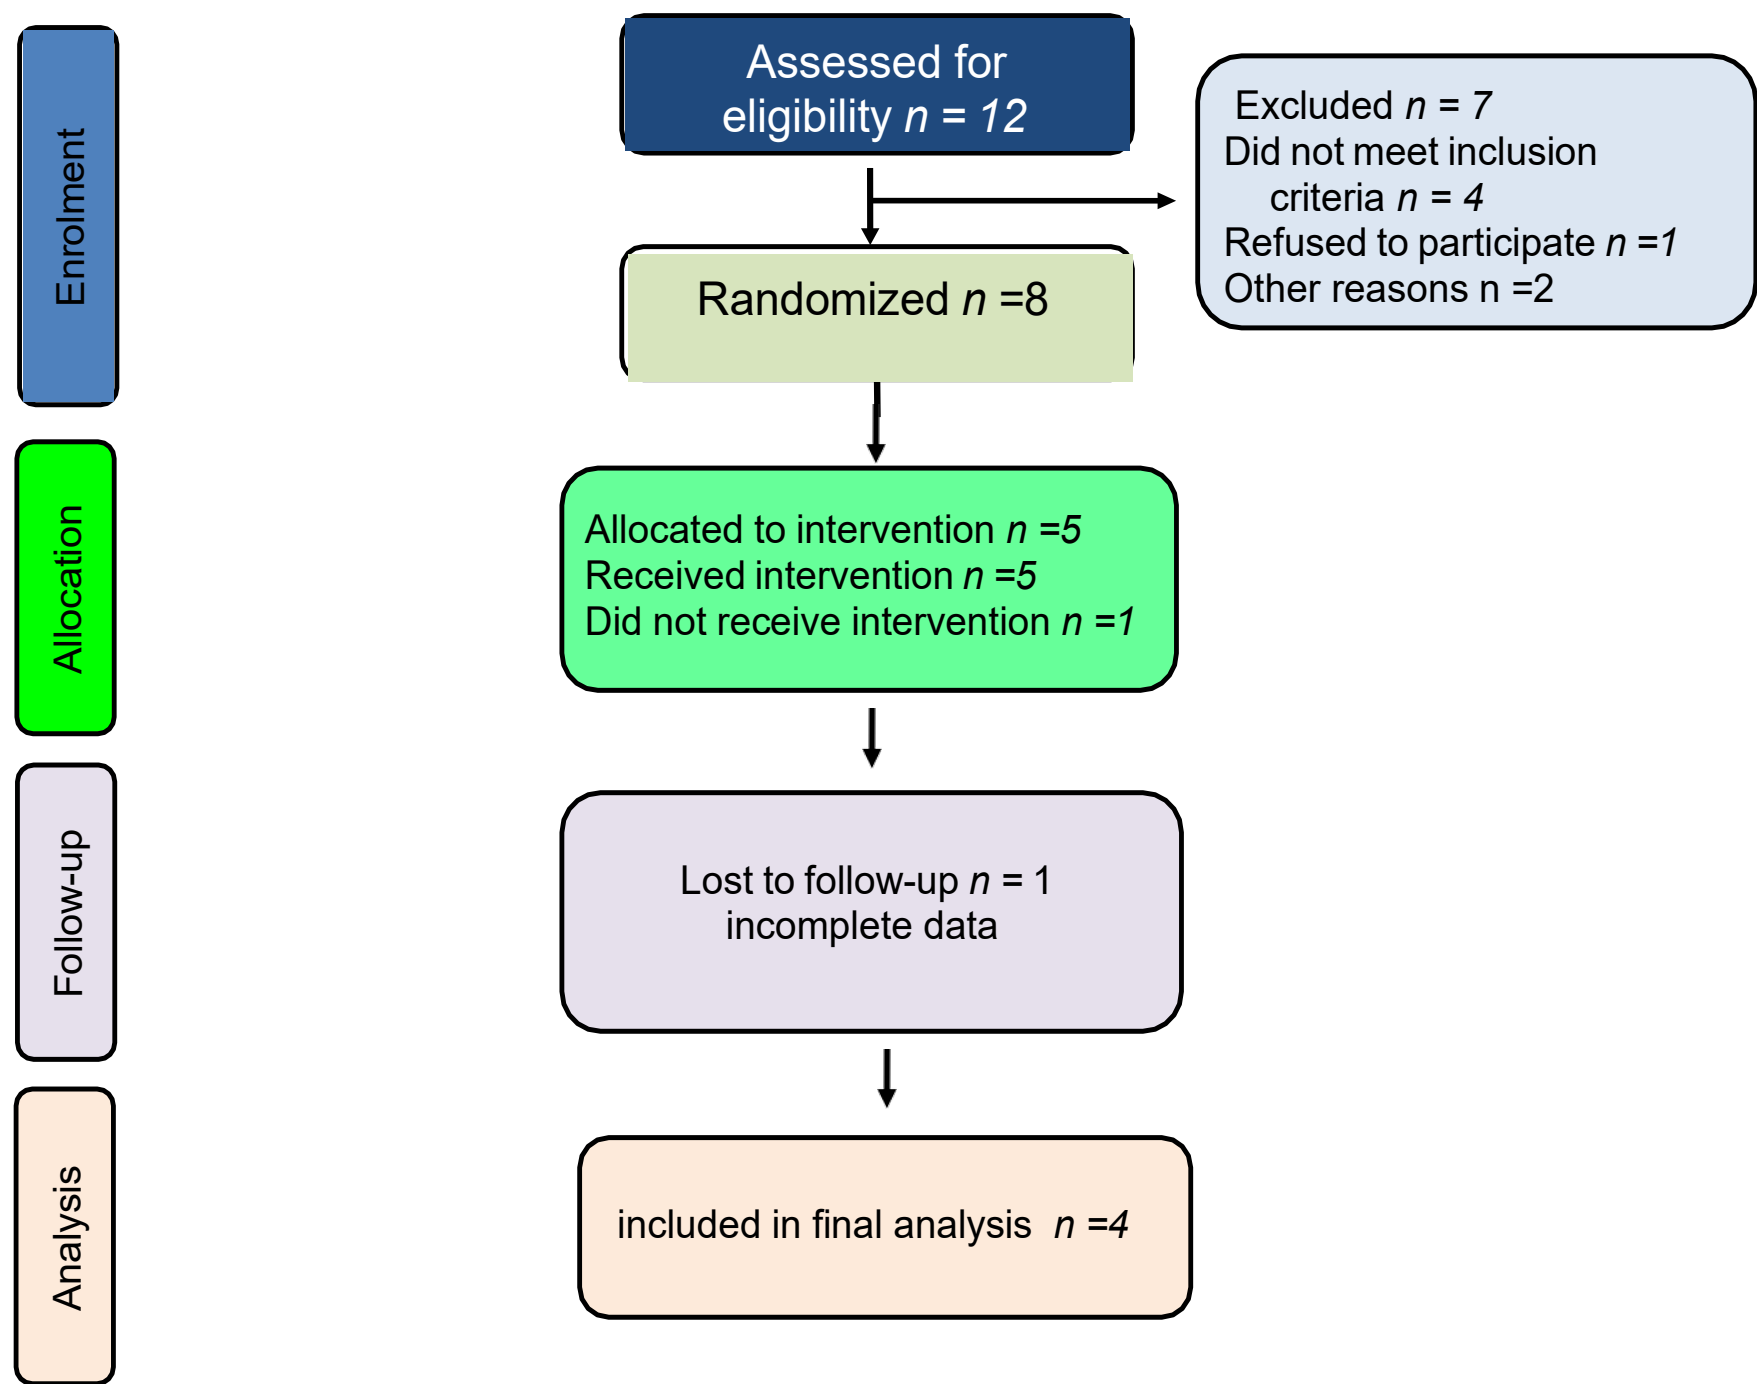 Enrolment
Assessed for
eligibility n = 12
Excluded n = 7
Did not meet inclusion
criteria n = 4
Refused to participate n =1
Other reasons n =2
Randomized n =8
Allocation
Allocated to intervention n =5
Received intervention n =5
Did not receive intervention n =1
Follow-up
Lost to follow-up n = 1
incomplete data
Analysis
included in final analysis n =4